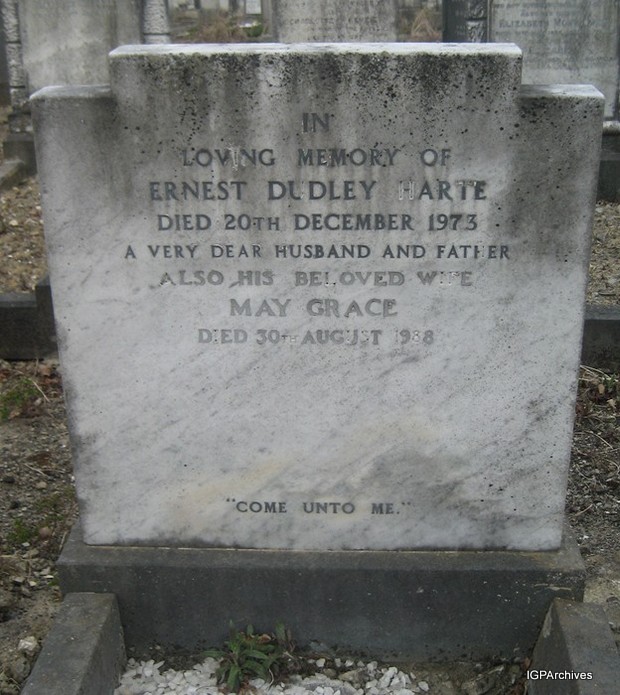 ELIZABETH
IN
LOVING MEMORY OF
ERNEST DUDLEY HARTE
DIED 20TH DECEMBER 1973
A VERY DEAR HUSBAND AND FATHER
ALSO HIS BELOVED WIFE
MAY GRACE
DIED 30TH AUGUST 1988
"COME UNTO ME."
IGPArchives